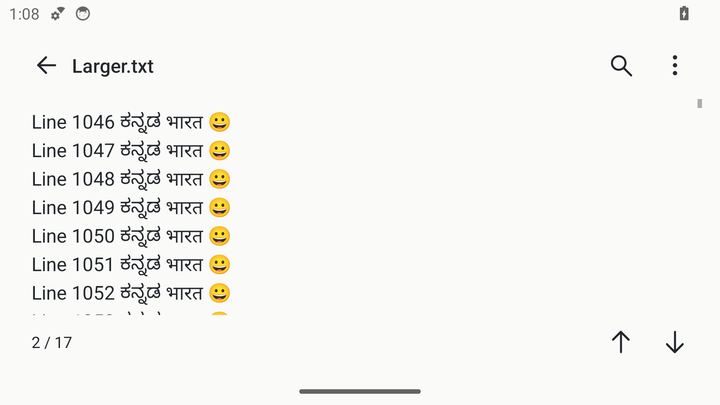 1:08
Larger.txt
Line 1046 ಕನ್ನಡ भारत 😀
Line 1047 ಕನ್ನಡ भारत 😀
Line 1048 ಕನ್ನಡ भारत 😀
Line 1049 ಕನ್ನಡ भारत 😀
Line 1050 ಕನ್ನಡ भारत 😀
Line 1051 ಕನ್ನಡ भारत 😀
Line 1052 ಕನ್ನಡ भारत 😀
2 / 17